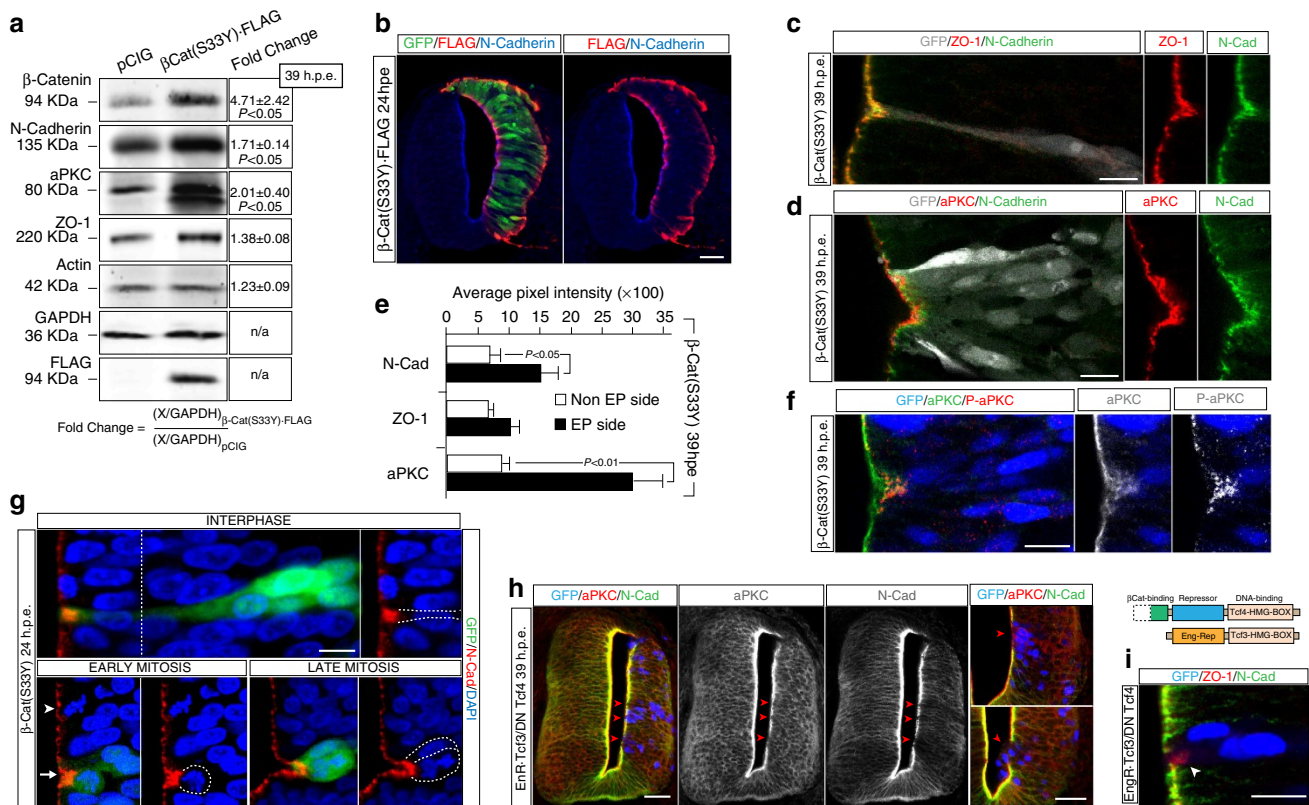 a
pCIG
βCat(S33Y)·FLAG
Fold Change
39 h.p.e.
β-Catenin
94 KDa
4.71±2.42
P<0.05
N-Cadherin
135 KDa
1.71±0.14
P<0.05
aPKC
80 KDa
2.01±0.40
P<0.05
ZO-1
220 KDa
1.38±0.08
Actin
42 KDa
1.23±0.09
GAPDH
36 KDa
n/a
FLAG
94 KDa
n/a
Fold Change = (X/GAPDH)β-Cat(S33Y)·FLAG
(X/GAPDH)pCIG
b
GFP/FLAG/N-Cadherin
FLAG/N-Cadherin
β-Cat(S33Y)·FLAG 24hpe
c
GFP/ZO-1/N-Cadherin
ZO-1
N-Cad
β-Cat(S33Y) 39 h.p.e.
d
GFP/aPKC/N-Cadherin
aPKC
N-Cad
β-Cat(S33Y) 39 h.p.e.
e
Average pixel intensity (×100)
0 5 10 15 20 25 30 35
N-Cad
P<0.05
ZO-1
Non EP side
EP side
aPKC
P<0.01
β-Cat(S33Y) 39hpe
f
GFP/aPKC/P-aPKC
aPKC
P-aPKC
β-Cat(S33Y) 39 h.p.e.
g
INTERPHASE
EARLY MITOSIS
LATE MITOSIS
β-Cat(S33Y) 24 h.p.e.
GFP/N-Cad/DAPI
h
GFP/aPKC/N-Cad
aPKC
N-Cad
GFP/aPKC/N-Cad
EnR-Tcf3/DN Tcf4 39 h.p.e.
βCat-binding
Repressor
DNA-binding
Tcf4-HMG-BOX
Eng-Rep
Tcf3-HMG-BOX
i
GFP/ZO-1/N-Cad
EngR-Tcf3/DN Tcf4